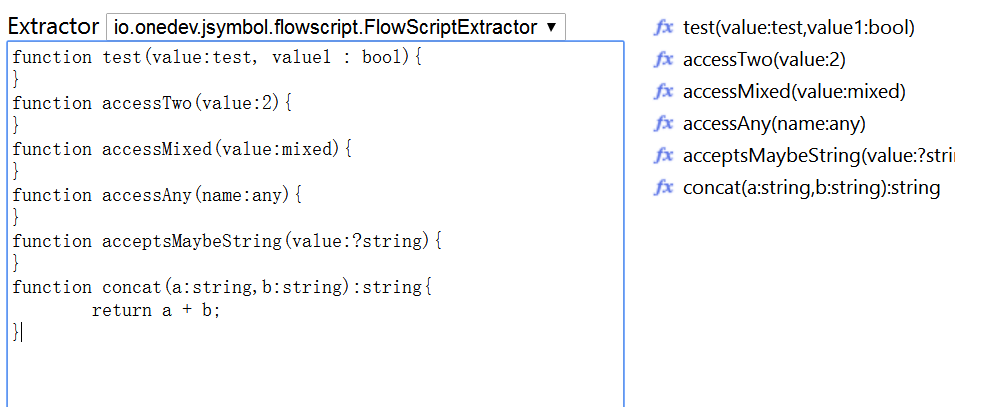 Extractor io.onedev.jsymbol.flowscript.FlowScriptExtractor ▼
function test(value:test, value1 : bool){
}
function accessTwo(value:2){
}
function accessMixed(value:mixed){
}
function accessAny(name:any){
}
function acceptsMaybeString(value:?string){
}
function concat(a:string,b:string):string{
        return a + b;
}
fx test(value:test,value1:bool)
fx accessTwo(value:2)
fx accessMixed(value:mixed)
fx accessAny(name:any)
fx acceptsMaybeString(value:?stri
fx concat(a:string,b:string):string